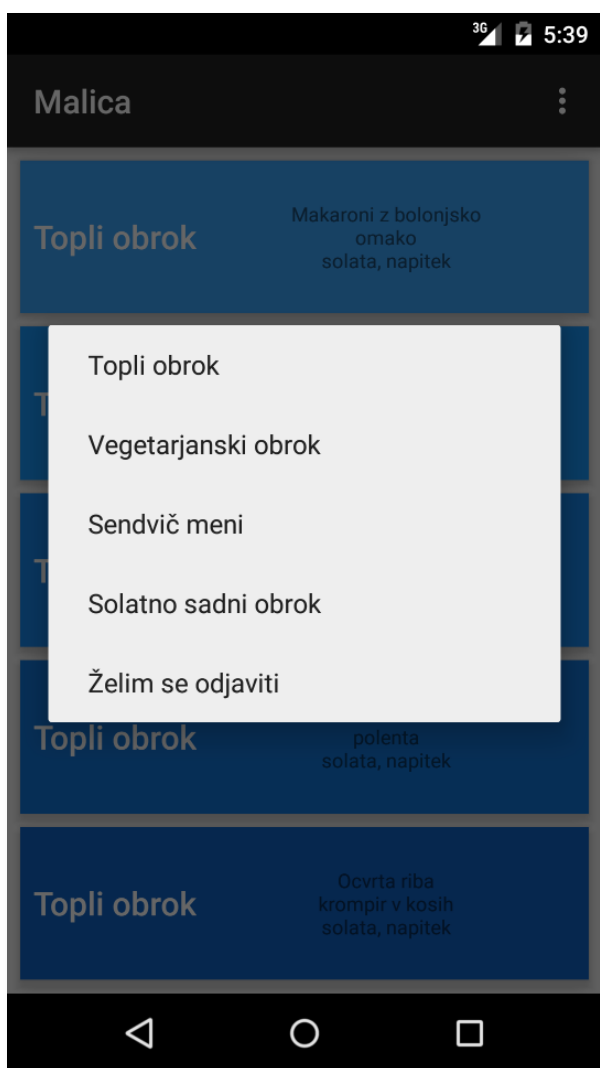 3G 5:39
Malica
Topli obrok
Makaroni z bolonjsko
omako
solata, napitek
T
Topli obrok
Vegetarjanski obrok
Sendvič meni
T
Solatno sadni obrok
Želim se odjaviti
Topli obrok
polenta
solata, napitek
Topli obrok
Ocvrta riba
krompir v kosih
solata, napitek